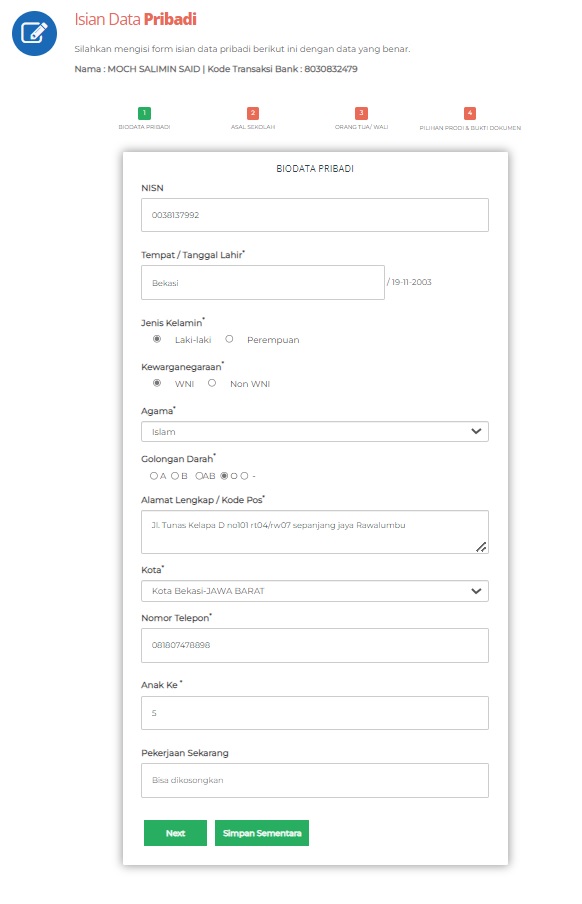 Isian Data Pribadi
Silahkan mengisi form isian data pribadi berikut ini dengan data yang benar.
Nama : MOCH SALIMIN SAID | Kode Transaksi Bank : 8030832479
1 2 3 4
BIODATA PRIBADI ASAL SEKOLAH ORANG TUA/ WALI PILIHAN PRODI & BUKTI DOKUMEN
BIODATA PRIBADI
NISN
0038137992
Tempat / Tanggal Lahir*
Bekasi / 19-11-2003
Jenis Kelamin*
Laki-laki Perempuan
Kewarganegaraan*
WNI Non WNI
Agama*
Islam
Golongan Darah*
A B AB O -
Alamat Lengkap / Kode Pos*
Jl. Tunas Kelapa D no101 rt04/rw07 sepanjang jaya Rawalumbu
Kota*
Kota Bekasi-JAWA BARAT
Nomor Telepon*
081807478898
Anak Ke *
5
Pekerjaan Sekarang
Bisa dikosongkan
Next Simpan Sementara